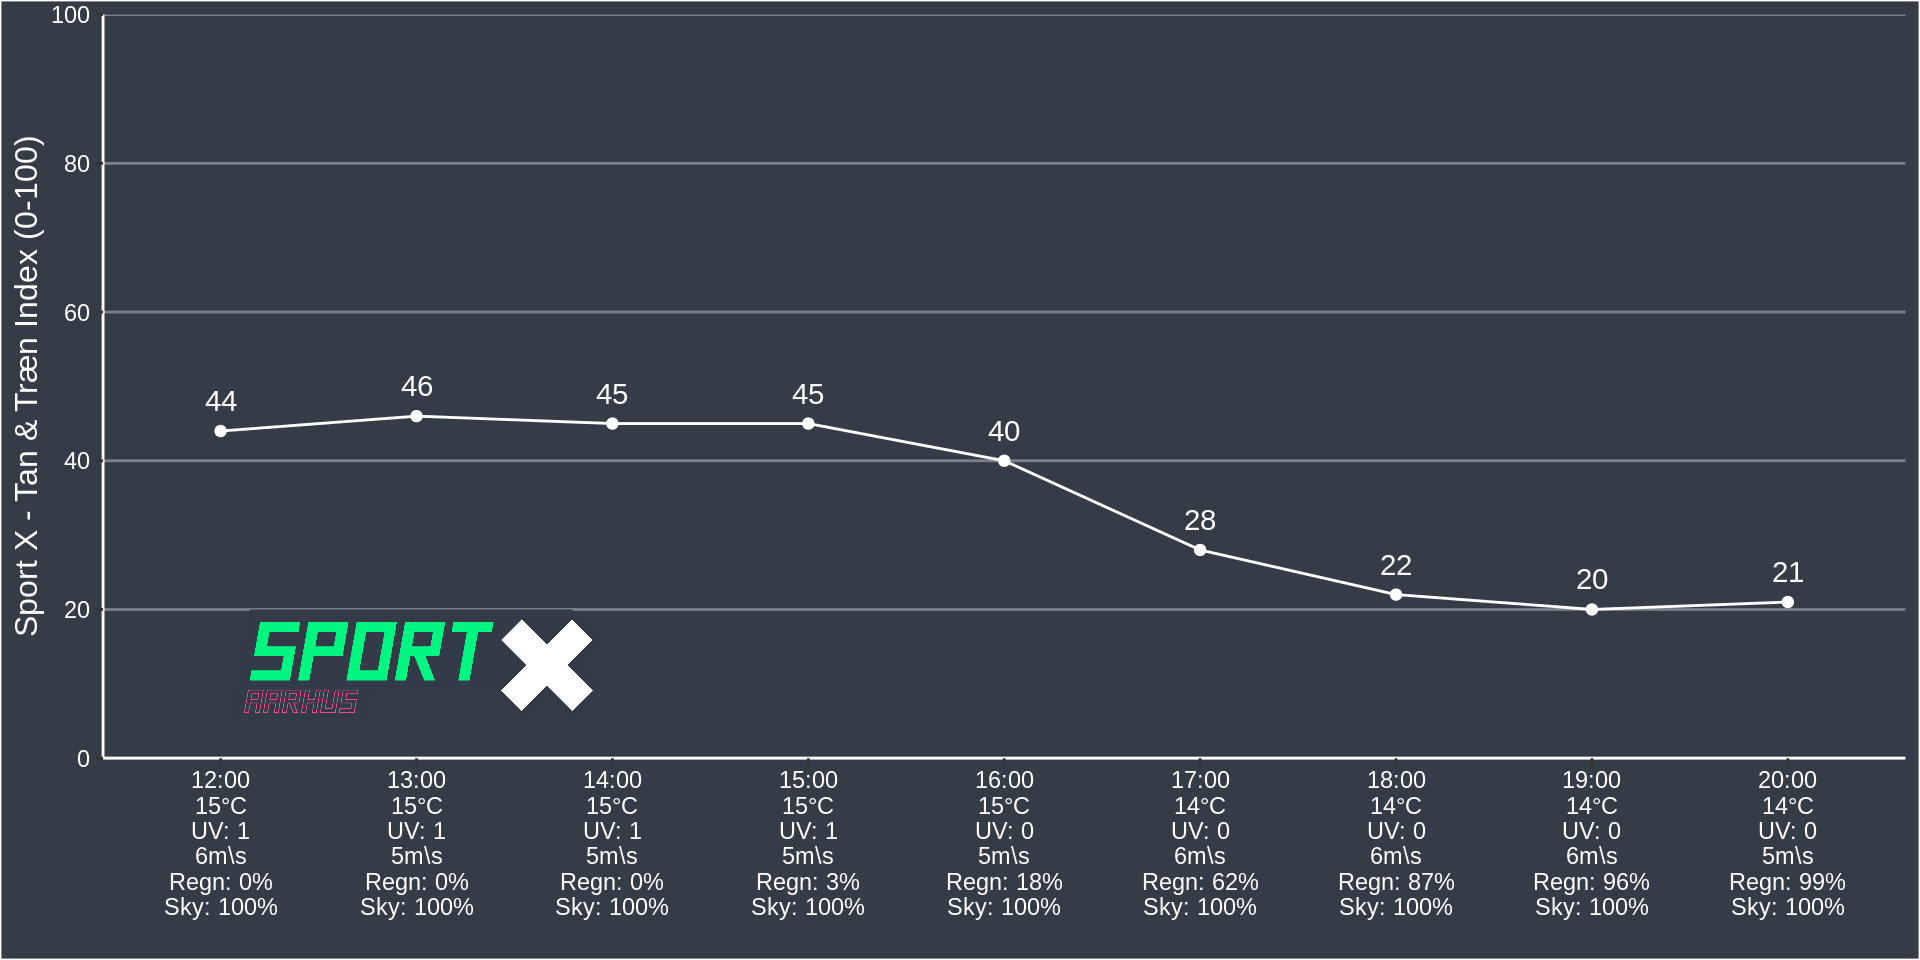 Sport X - Tan & Træn Index (0-100)
100
80
60
40
20
0
44
46
45
45
40
28
22
20
21
SPORT X
AARHUS
12:00 13:00 14:00 15:00 16:00 17:00 18:00 19:00 20:00
15°C 15°C 15°C 15°C 15°C 14°C 14°C 14°C 14°C
UV: 1 UV: 1 UV: 1 UV: 1 UV: 0 UV: 0 UV: 0 UV: 0 UV: 0
6m\s 5m\s 5m\s 5m\s 5m\s 6m\s 6m\s 6m\s 5m\s
Regn: 0% Regn: 0% Regn: 0% Regn: 3% Regn: 18% Regn: 62% Regn: 87% Regn: 96% Regn: 99%
Sky: 100% Sky: 100% Sky: 100% Sky: 100% Sky: 100% Sky: 100% Sky: 100% Sky: 100% Sky: 100%